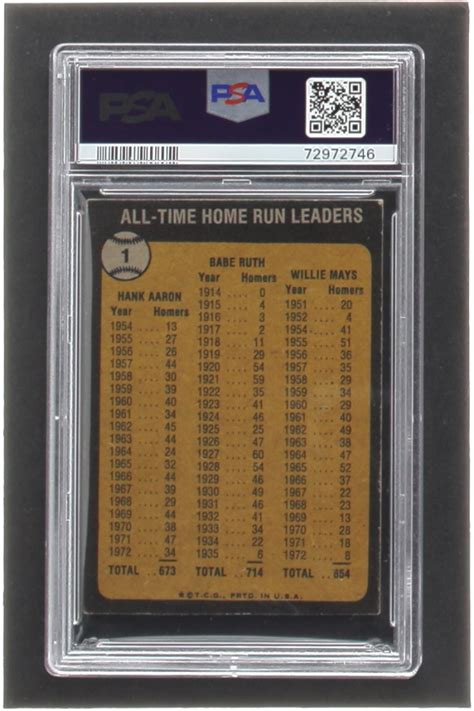 PSA
PSA
72972746
ALL-TIME HOME RUN LEADERS
1
HANK AARON
Year Homers
1954 .... 13
1955 .... 27
1956 .... 26
1957 .... 44
1958 .... 30
1959 .... 39
1960 .... 40
1961 .... 34
1962 .... 45
1963 .... 44
1964 .... 24
1965 .... 32
1966 .... 44
1967 .... 39
1968 .... 29
1969 .... 44
1970 .... 38
1971 .... 47
1972 .... 34
TOTAL .. 673
BABE RUTH
Year Homers
1914 .... 0
1915 .... 4
1916 .... 3
1917 .... 2
1918 .... 11
1919 .... 29
1920 .... 54
1921 .... 59
1922 .... 35
1923 .... 41
1924 .... 46
1925 .... 25
1926 .... 47
1927 .... 60
1928 .... 54
1929 .... 46
1930 .... 49
1931 .... 46
1932 .... 41
1933 .... 34
1934 .... 22
1935 .... 6
TOTAL .. 714
WILLIE MAYS
Year Homers
1951 .... 20
1952 .... 4
1954 .... 41
1955 .... 51
1956 .... 36
1957 .... 35
1958 .... 29
1959 .... 34
1960 .... 29
1961 .... 40
1962 .... 49
1963 .... 38
1964 .... 47
1965 .... 52
1966 .... 37
1967 .... 22
1968 .... 23
1969 .... 13
1970 .... 28
1971 .... 18
1972 .... 8
TOTAL .. 654
©T.C.G., PRTD. IN U.S.A.